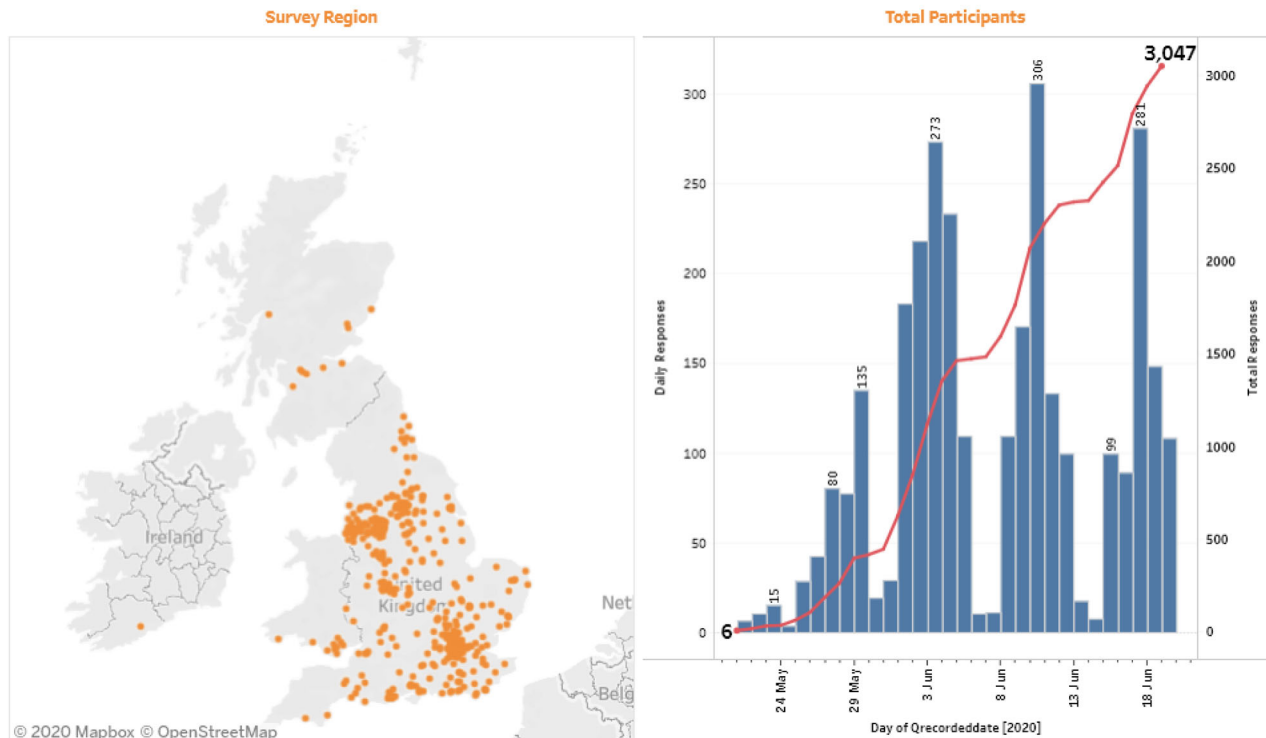 Survey Region
Ireland
United
Kingdom
Net
Belg
© 2020 Mapbox © OpenStreetMap
Total Participants
3,047
306
281
273
135
99
80
15
6
300
250
200
150
100
50
0
Daily Responses
3000
2500
2000
1500
1000
500
0
Total Responses
24 May
29 May
3 Jun
8 Jun
13 Jun
18 Jun
Day of Qrecordeddate [2020]